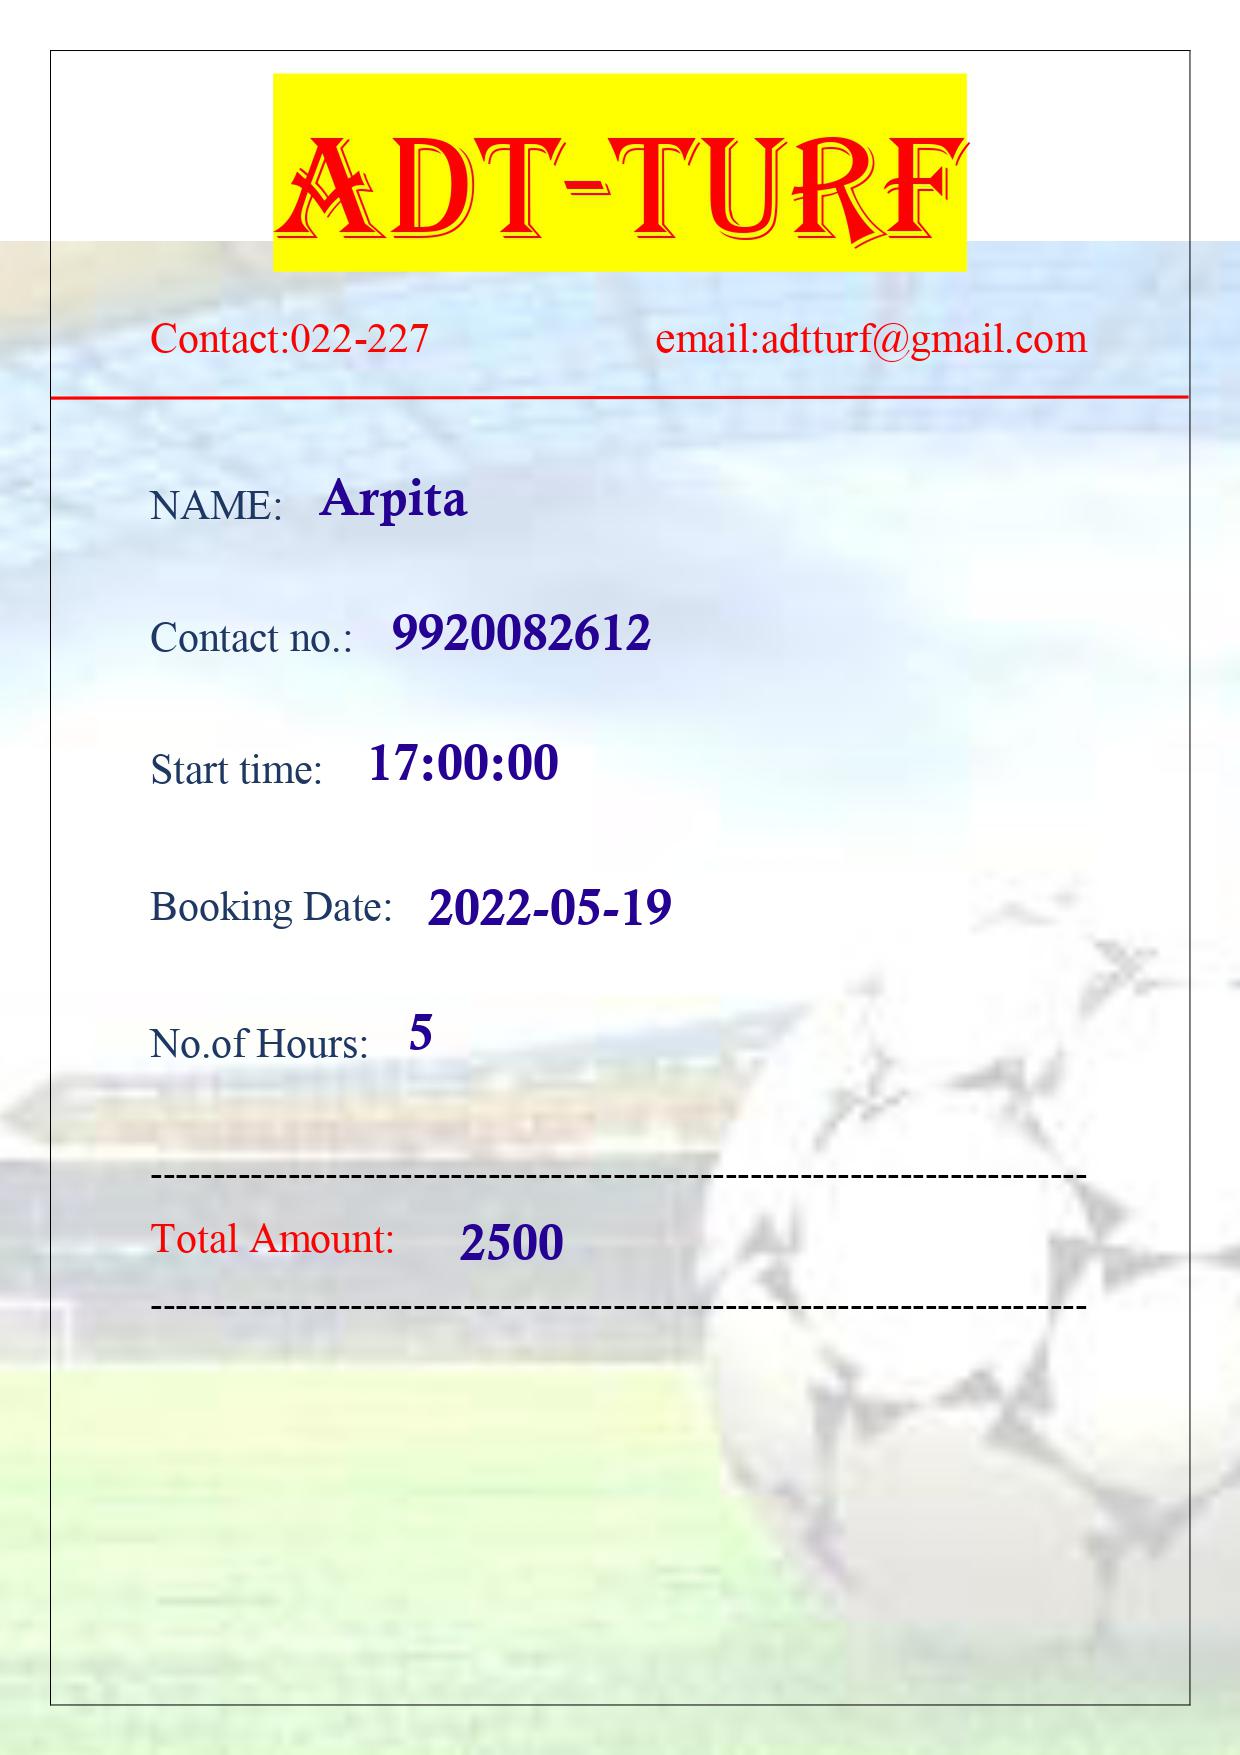 ADT-TURF
Contact:022-227 email:adtturf@gmail.com
NAME: Arpita
Contact no.: 9920082612
Start time: 17:00:00
Booking Date: 2022-05-19
No.of Hours: 5
---------------------------------------------------------------------------
Total Amount: 2500
---------------------------------------------------------------------------